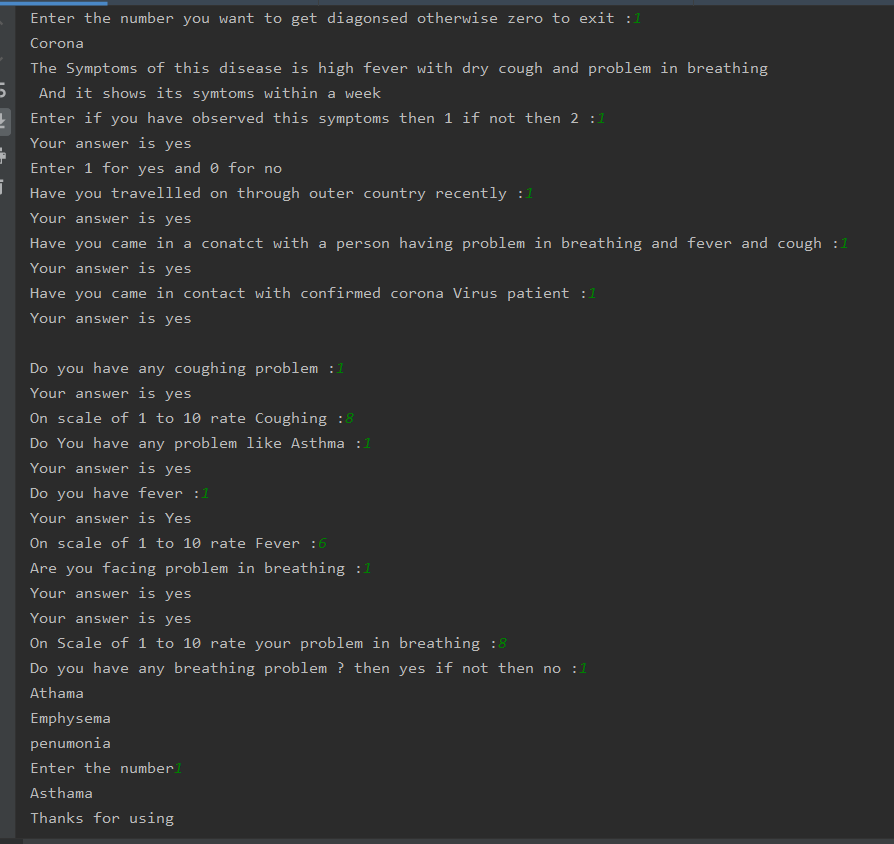 Enter the number you want to get diagonsed otherwise zero to exit :1
Corona
The Symptoms of this disease is high fever with dry cough and problem in breathing
 And it shows its symtoms within a week
Enter if you have observed this symptoms then 1 if not then 2 :1
Your answer is yes
Enter 1 for yes and 0 for no
Have you travellled on through outer country recently :1
Your answer is yes
Have you came in a conatct with a person having problem in breathing and fever and cough :1
Your answer is yes
Have you came in contact with confirmed corona Virus patient :1
Your answer is yes

Do you have any coughing problem :1
Your answer is yes
On scale of 1 to 10 rate Coughing :8
Do You have any problem like Asthma :1
Your answer is yes
Do you have fever :1
Your answer is Yes
On scale of 1 to 10 rate Fever :6
Are you facing problem in breathing :1
Your answer is yes
Your answer is yes
On Scale of 1 to 10 rate your problem in breathing :8
Do you have any breathing problem ? then yes if not then no :1
Athama
Emphysema
penumonia
Enter the number1
Asthama
Thanks for using